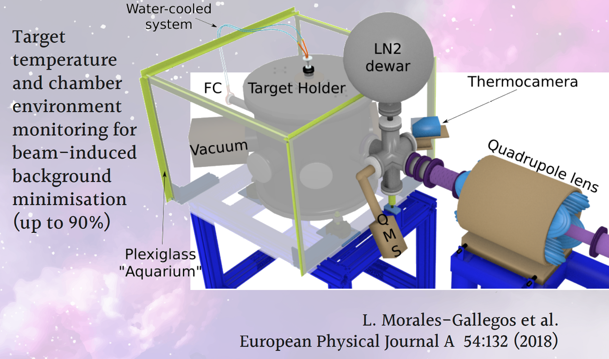 Target
temperature
and chamber
environment
monitoring for
beam-induced
background
minimisation
(up to 90%)
Water-cooled
system
FC
Target Holder
LN2
dewar
Thermocamera
Vacuum
Quadrupole lens
QMS
Plexiglass
"Aquarium"
L. Morales-Gallegos et al.
European Physical Journal A 54:132 (2018)